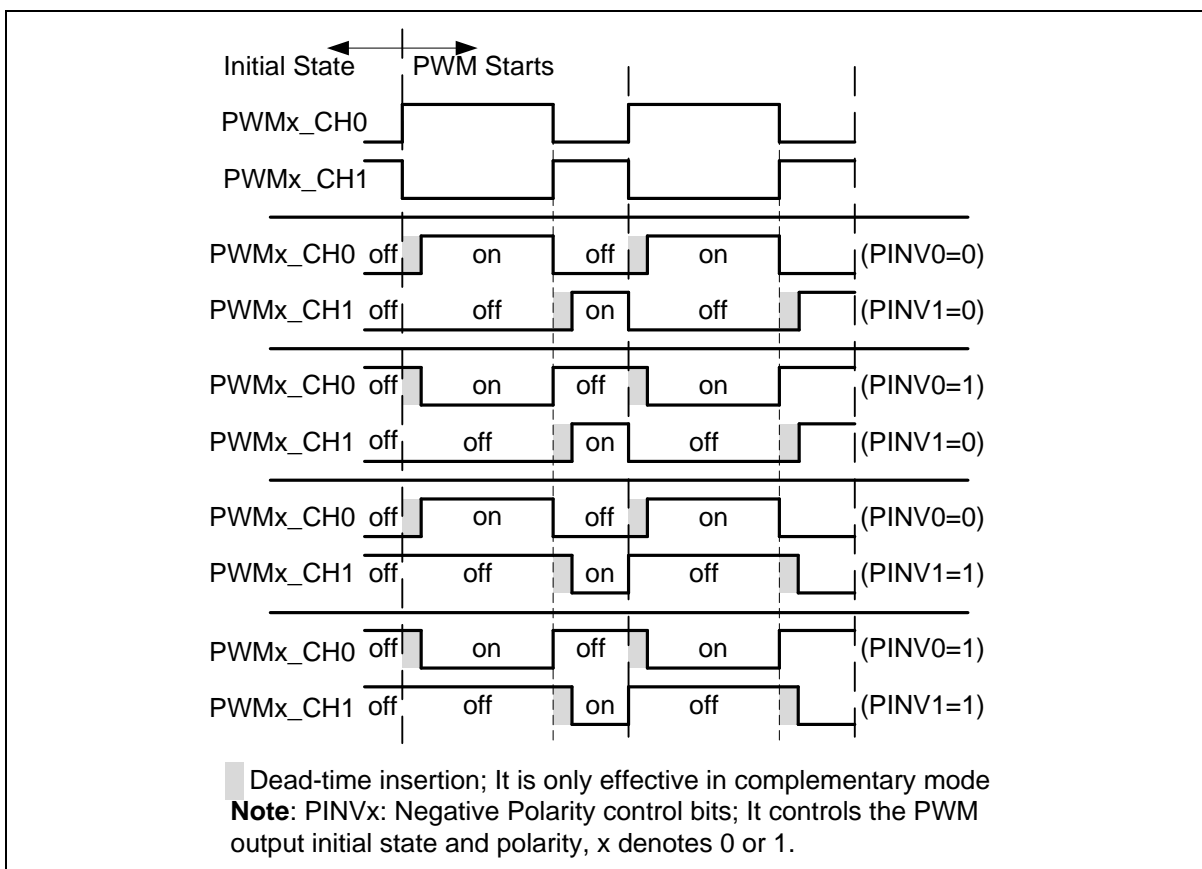 Initial State PWM Starts
PWMx_CH0
PWMx_CH1
PWMx_CH0 off on off on (PINV0=0)
PWMx_CH1 off off on off (PINV1=0)
PWMx_CH0 off on off on (PINV0=1)
PWMx_CH1 off off on off (PINV1=0)
PWMx_CH0 off on off on (PINV0=0)
PWMx_CH1 off off on off (PINV1=1)
PWMx_CH0 off on off on (PINV0=1)
PWMx_CH1 off off on off (PINV1=1)
Dead-time insertion; It is only effective in complementary mode
Note: PINVx: Negative Polarity control bits; It controls the PWM
output initial state and polarity, x denotes 0 or 1.